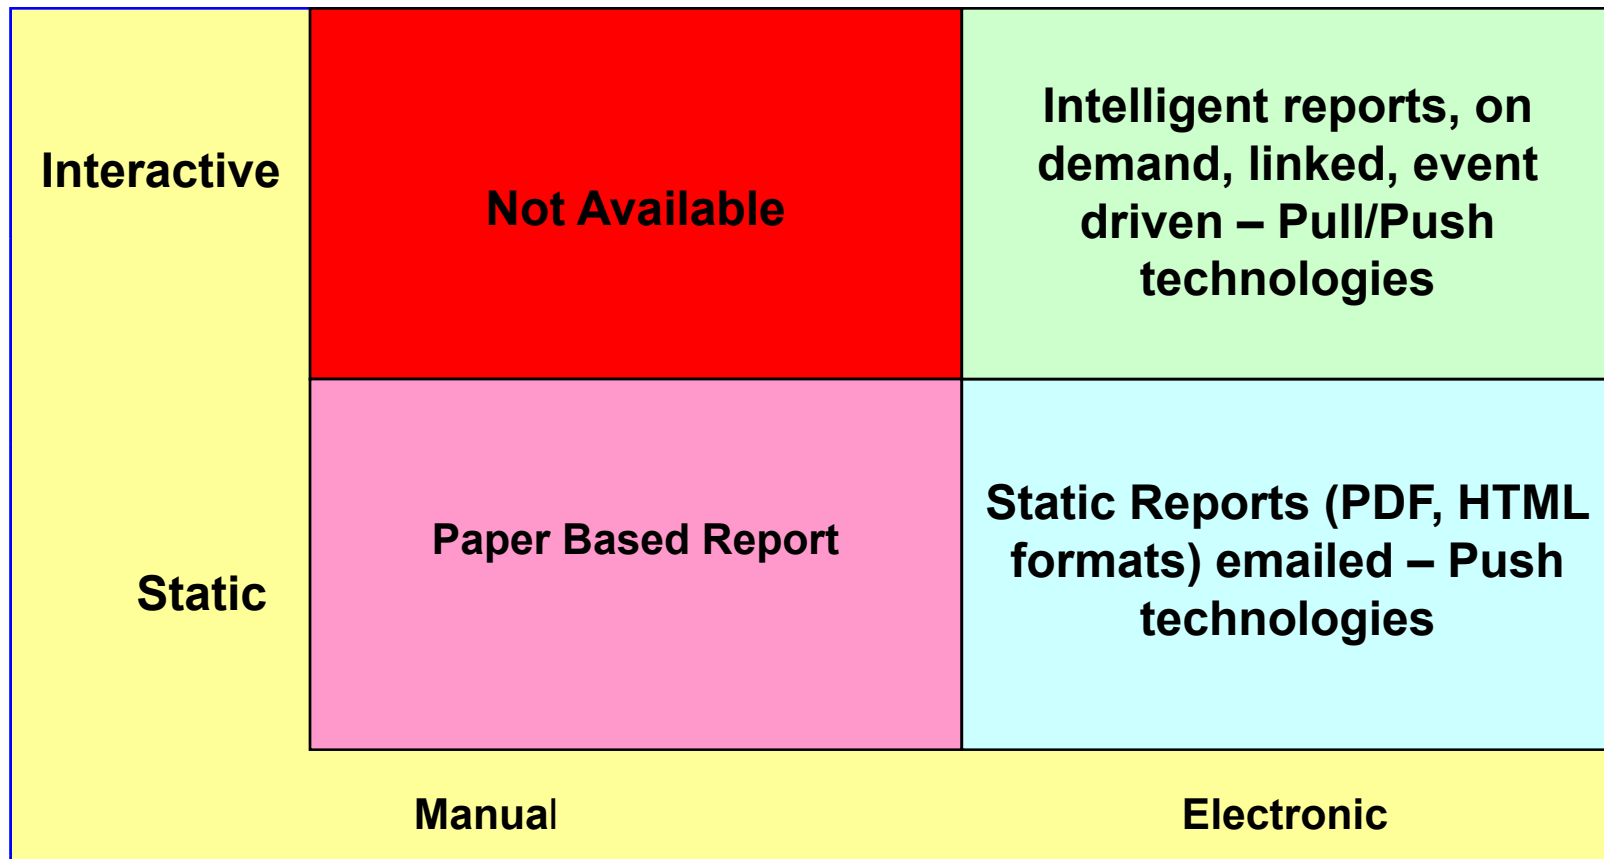 Interactive
Not Available
Intelligent reports, on
demand, linked, event
driven – Pull/Push
technologies
Static
Paper Based Report
Static Reports (PDF, HTML
formats) emailed – Push
technologies
Manual
Electronic